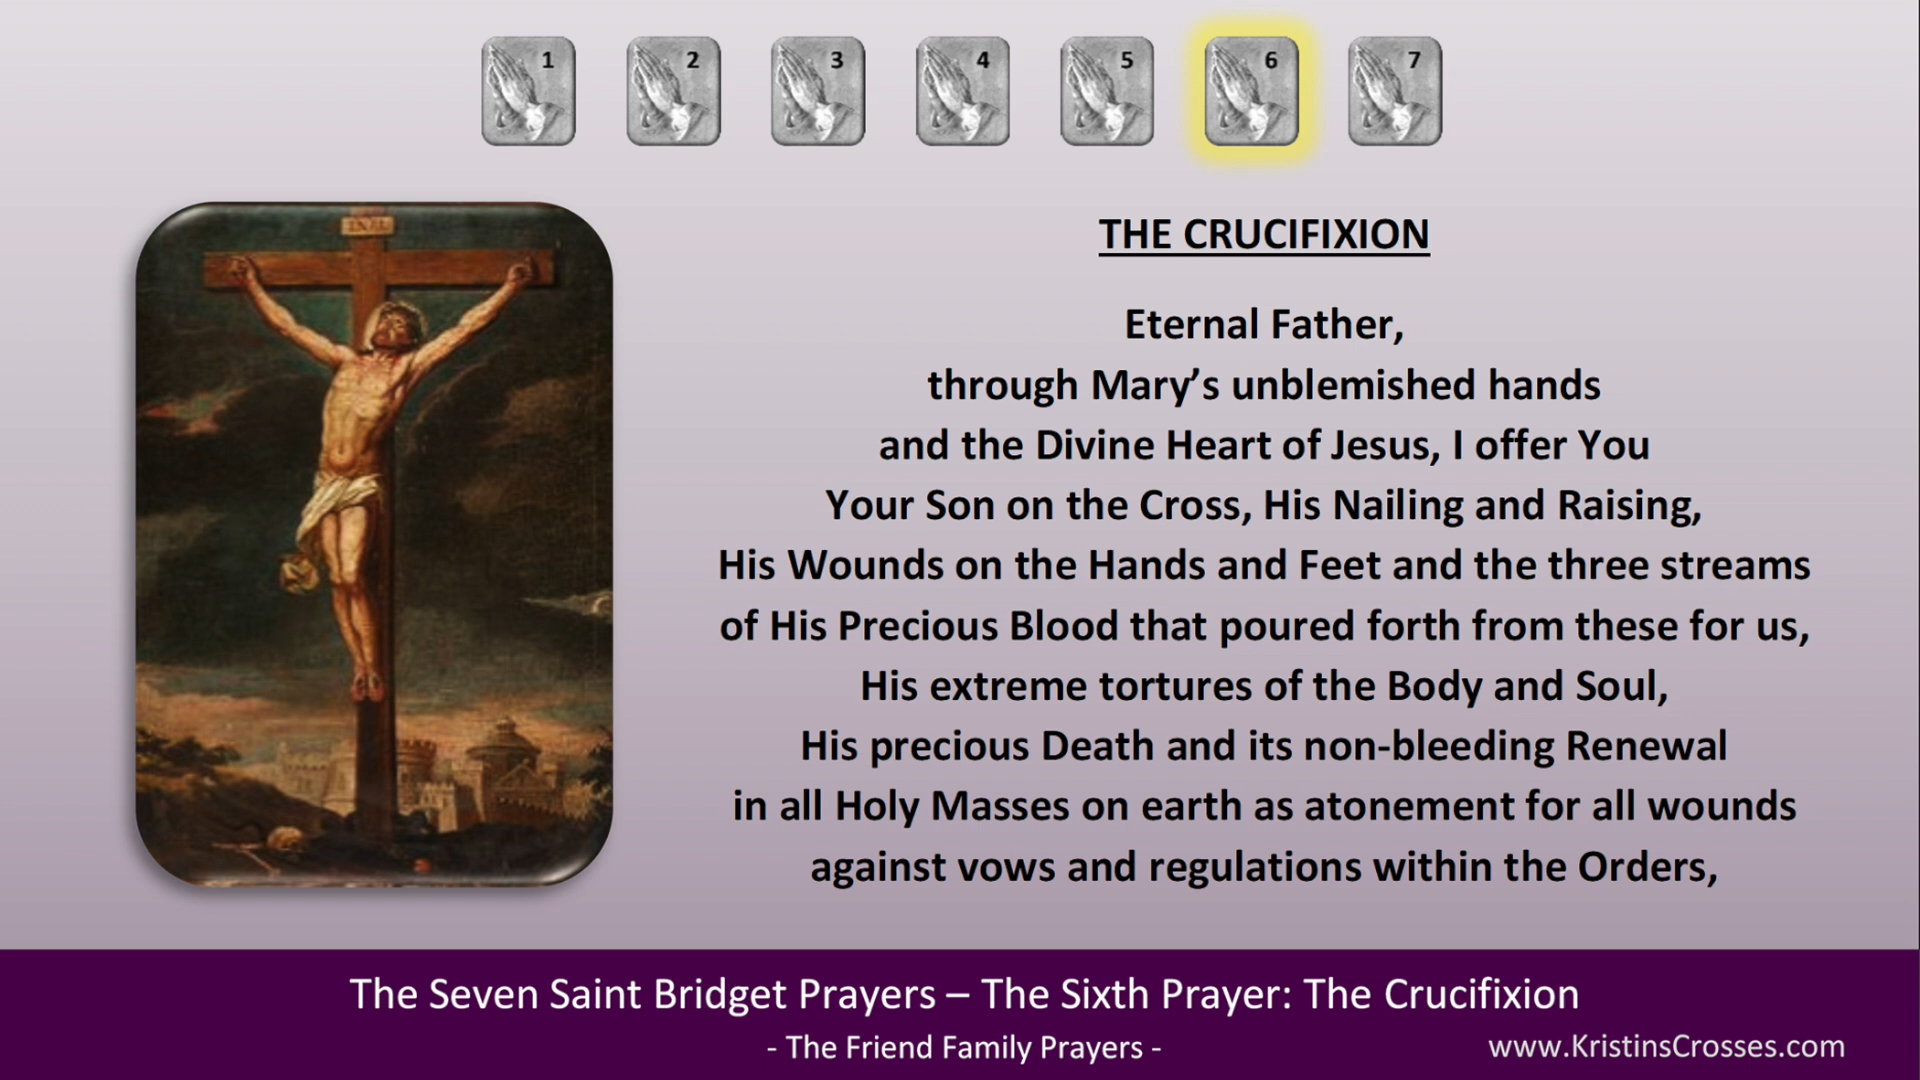 1 2 3 4 5 6 7
INRI
THE CRUCIFIXION
Eternal Father,
through Mary’s unblemished hands
and the Divine Heart of Jesus, I offer You
Your Son on the Cross, His Nailing and Raising,
His Wounds on the Hands and Feet and the three streams
of His Precious Blood that poured forth from these for us,
His extreme tortures of the Body and Soul,
His precious Death and its non-bleeding Renewal
in all Holy Masses on earth as atonement for all wounds
against vows and regulations within the Orders,
The Seven Saint Bridget Prayers – The Sixth Prayer: The Crucifixion
- The Friend Family Prayers -
www.KristinsCrosses.com